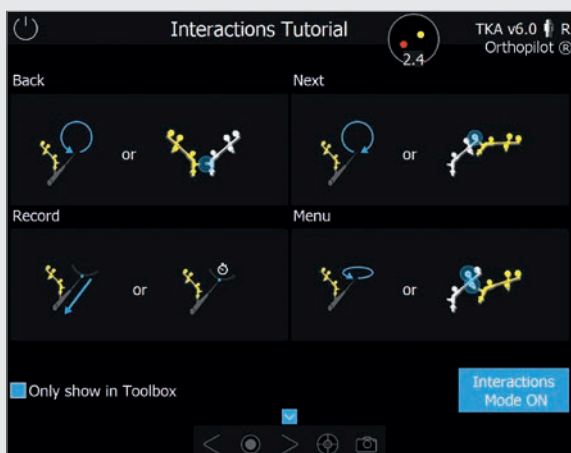 Interactions Tutorial
2.4
TKA v6.0 R
Orthopilot ®
Back
Next
or
or
Record
Menu
or
or
Only show in Toolbox
Interactions
Mode ON